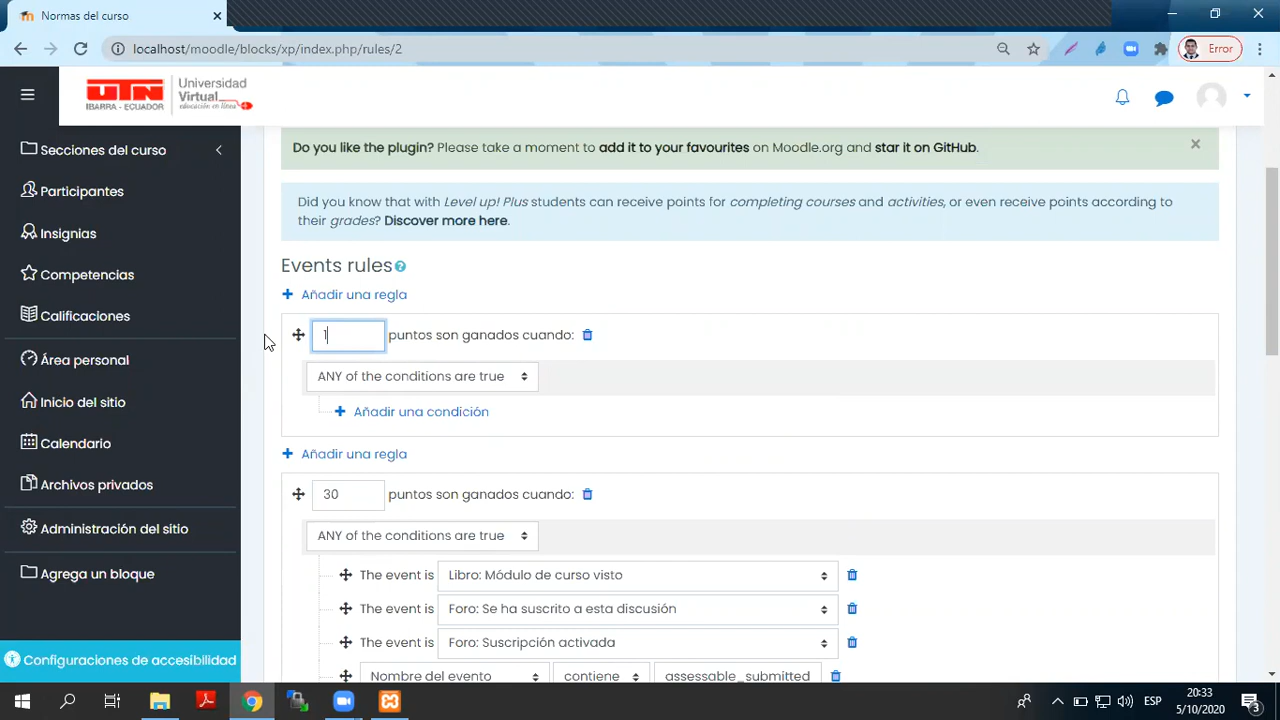 Normas del curso
localhost/moodle/blocks/xp/index.php/rules/2
Error
UTN
IBARRA - ECUADOR
Universidad
Virtual
educación en línea
Secciones del curso
Participantes
Insignias
Competencias
Calificaciones
Área personal
Inicio del sitio
Calendario
Archivos privados
Administración del sitio
Agrega un bloque
Configuraciones de accesibilidad
Do you like the plugin? Please take a moment to add it to your favourites on Moodle.org and star it on GitHub.
Did you know that with Level up! Plus students can receive points for completing courses and activities, or even receive points according to
their grades? Discover more here.
Events rules
Añadir una regla
1 puntos son ganados cuando:
ANY of the conditions are true
Añadir una condición
Añadir una regla
30 puntos son ganados cuando:
ANY of the conditions are true
The event is Libro: Módulo de curso visto
The event is Foro: Se ha suscrito a esta discusión
The event is Foro: Suscripción activada
Nombre del evento contiene assessable_submitted
ESP
20:33
5/10/2020
3